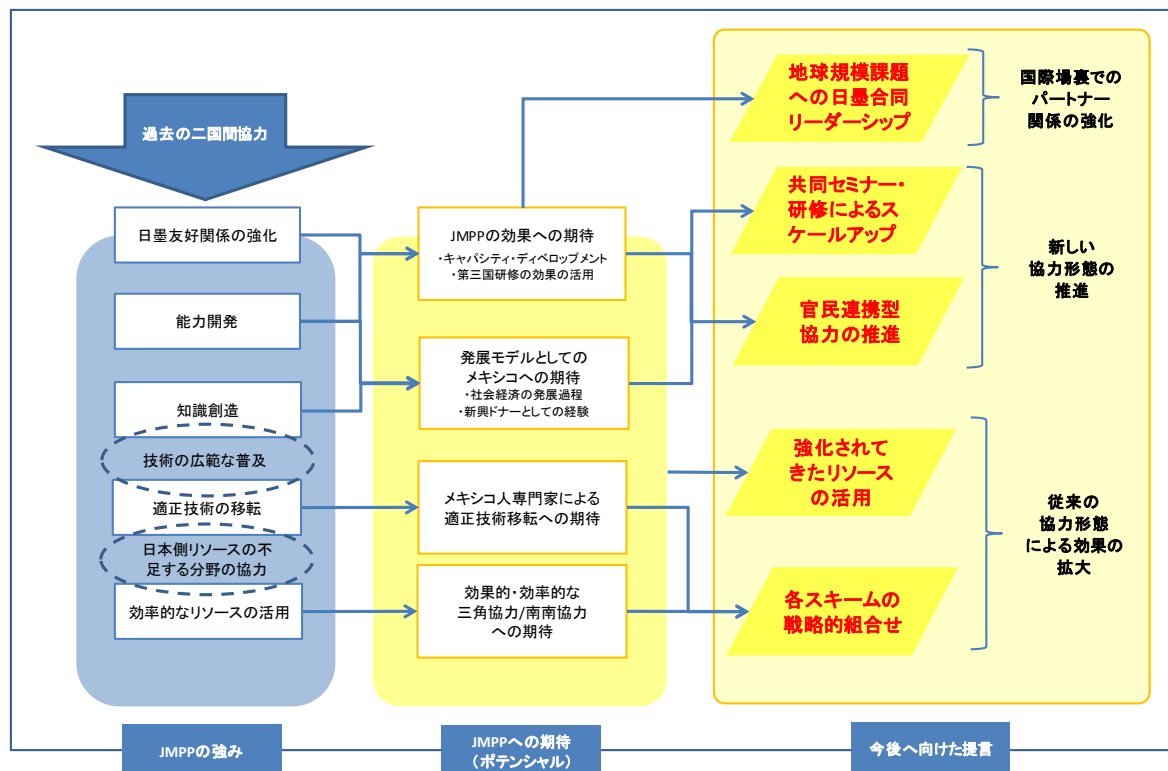 過去の二国間協力
日墨友好関係の強化
能力開発
知識創造
技術の広範な普及
適正技術の移転
日本側リソースの不
足する分野の協力
効率的なリソースの活用
JMPPの強み
JMPPの効果への期待
・キャパシティ・ディベロップメント
・第三国研修の効果の活用
発展モデルとしての
メキシコへの期待
・社会経済の発展過程
・新興ドナーとしての経験
メキシコ人専門家による
適正技術移転への期待
効果的・効率的な
三角協力/南南協力
への期待
JMPPへの期待
(ポテンシャル)
地球規模課題
への日墨合同
リーダーシップ
共同セミナー・
研修によるス
ケールアップ
官民連携型
協力の推進
強化されて
きたリソース
の活用
各スキームの
戦略的組合せ
国際場裏での
パートナー
関係の強化
新しい
協力形態の
推進
従来の
協力形態
による効果の
拡大
今後へ向けた提言